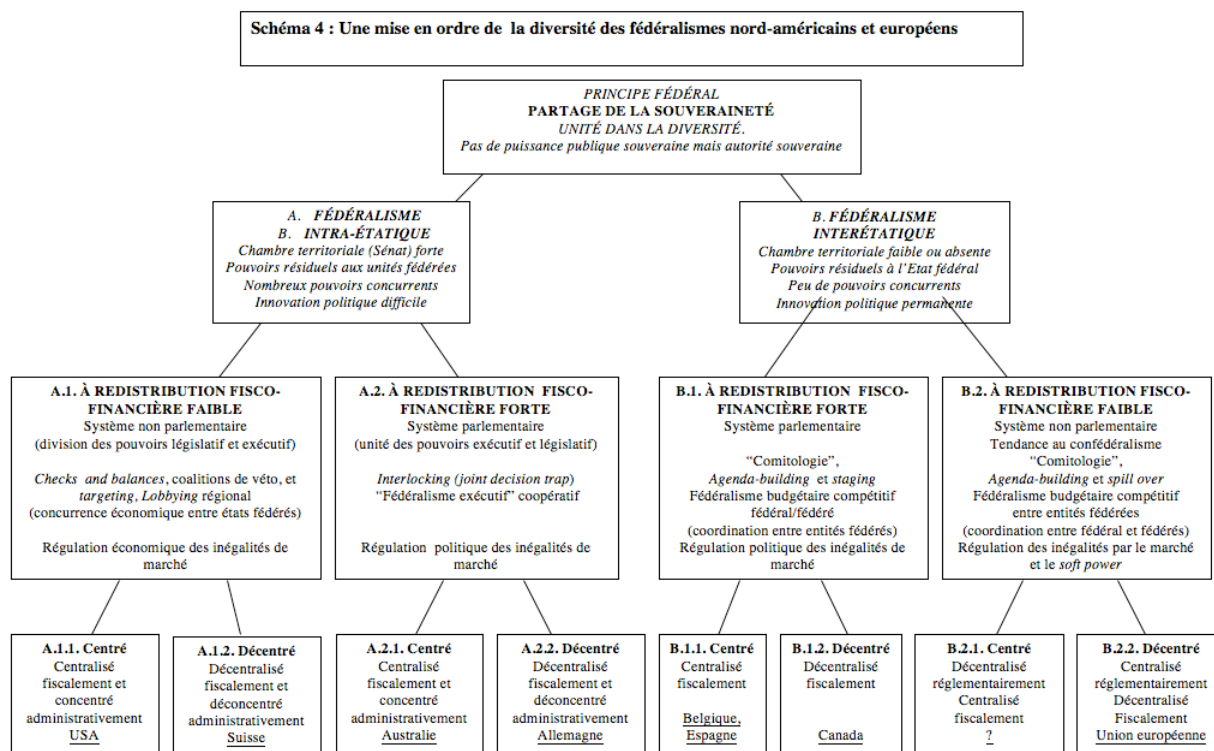 Schéma 4 : Une mise en ordre de la diversité des fédéralismes nord-américains et européens
PRINCIPE FÉDÉRAL
PARTAGE DE LA SOUVERAINETÉ
UNITÉ DANS LA DIVERSITÉ.
Pas de puissance publique souveraine mais autorité souveraine
A. FÉDÉRALISME
B. INTRA-ÉTATIQUE
Chambre territoriale (Sénat) forte
Pouvoirs résiduels aux unités fédérées
Nombreux pouvoirs concurrents
Innovation politique difficile
B. FÉDÉRALISME
INTERÉTATIQUE
Chambre territoriale faible ou absente
Pouvoirs résiduels à l'Etat fédéral
Peu de pouvoirs concurrents
Innovation politique permanente
A.1. À REDISTRIBUTION FISCO-
FINANCIÈRE FAIBLE
Système non parlementaire
(division des pouvoirs législatif et exécutif)
Checks and balances, coalitions de véto, et
targeting, Lobbying régional
(concurrence économique entre états fédérés)
Régulation économique des inégalités de
marché
A.2. À REDISTRIBUTION FISCO-
FINANCIÈRE FORTE
Système parlementaire
(unité des pouvoirs exécutif et législatif)
Interlocking (joint decision trap)
“Fédéralisme exécutif” coopératif
Régulation politique des inégalités de
marché
B.1. À REDISTRIBUTION FISCO-
FINANCIÈRE FORTE
Système parlementaire
“Comitologie”,
Agenda-building et staging
Fédéralisme budgétaire compétitif
fédéral/fédéré
(coordination entre entités fédérés)
Régulation politique des inégalités de
marché
B.2. À REDISTRIBUTION FISCO-
FINANCIÈRE FAIBLE
Système non parlementaire
Tendance au confédéralisme
“Comitologie”,
Agenda-building et spill over
Fédéralisme budgétaire compétitif
entre entités fédérées
(coordination entre fédéral et fédérés)
Régulation des inégalités par le marché
et le soft power
A.1.1. Centré
Centralisé
fiscalement et
concentré
administrativement
USA
A.1.2. Décentré
Décentralisé
fiscalement et
déconcentré
administrativement
Suisse
A.2.1. Centré
Centralisé
fiscalement et
concentré
administrativement
Australie
A.2.2. Décentré
Décentralisé
fiscalement et
déconcentré
administrativement
Allemagne
B.1.1. Centré
Centralisé
fiscalement
Belgique,
Espagne
B.1.2. Décentré
Décentralisé
fiscalement
Canada
B.2.1. Centré
Décentralisé
réglementairement
Centralisé
fiscalement
?
B.2.2. Décentré
Centralisé
réglementairement
Décentralisé
Fiscalement
Union européenne